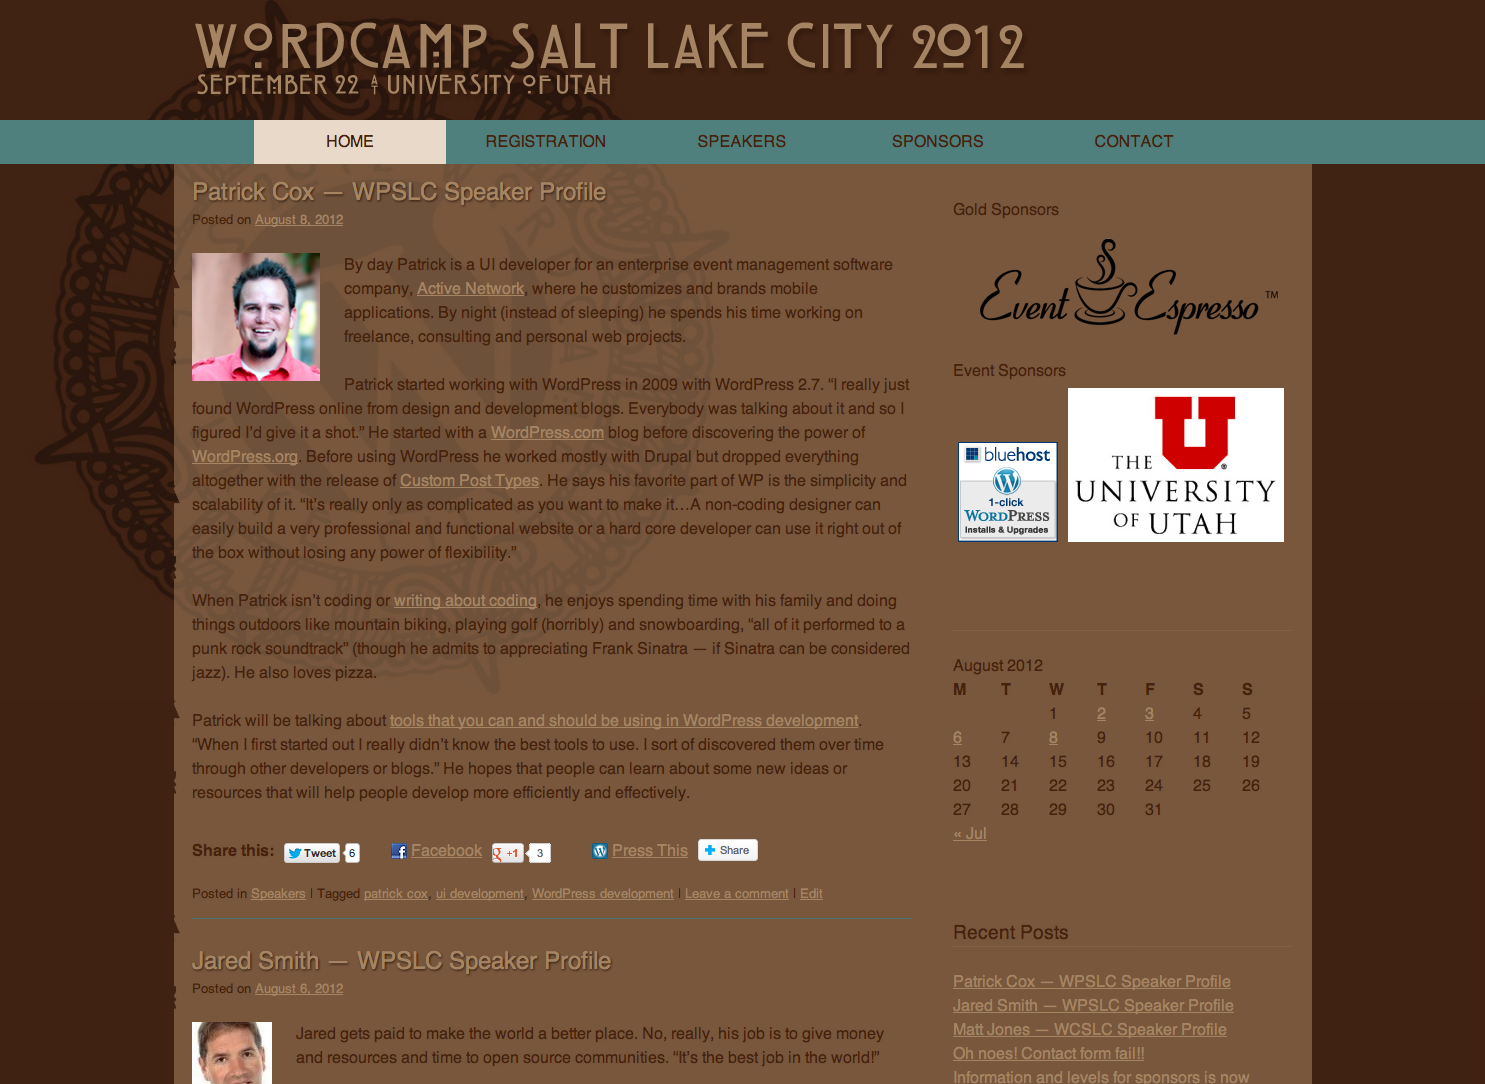 WORDCAMP SALT LAKE CITY 2012
SEPTEMBER 22 AT UNIVERSITY OF UTAH
HOME REGISTRATION SPEAKERS SPONSORS CONTACT
Patrick Cox — WPSLC Speaker Profile
Posted on August 8, 2012
By day Patrick is a UI developer for an enterprise event management software
company, Active Network, where he customizes and brands mobile
applications. By night (instead of sleeping) he spends his time working on
freelance, consulting and personal web projects.
Patrick started working with WordPress in 2009 with WordPress 2.7. “I really just
found WordPress online from design and development blogs. Everybody was talking about it and so I
figured I’d give it a shot.” He started with a WordPress.com blog before discovering the power of
WordPress.org. Before using WordPress he worked mostly with Drupal but dropped everything
altogether with the release of Custom Post Types. He says his favorite part of WP is the simplicity and
scalability of it. “It’s really only as complicated as you want to make it…A non-coding designer can
easily build a very professional and functional website or a hard core developer can use it right out of
the box without losing any power of flexibility.”
When Patrick isn’t coding or writing about coding, he enjoys spending time with his family and doing
things outdoors like mountain biking, playing golf (horribly) and snowboarding, “all of it performed to a
punk rock soundtrack” (though he admits to appreciating Frank Sinatra — if Sinatra can be considered
jazz). He also loves pizza.
Patrick will be talking about tools that you can and should be using in WordPress development.
“When I first started out I really didn’t know the best tools to use. I sort of discovered them over time
through other developers or blogs.” He hopes that people can learn about some new ideas or
resources that will help people develop more efficiently and effectively.
Share this: Tweet 6 Facebook +1 3 Press This Share
Posted in Speakers | Tagged patrick cox, ui development, WordPress development | Leave a comment | Edit
Jared Smith — WPSLC Speaker Profile
Posted on August 6, 2012
Jared gets paid to make the world a better place. No, really, his job is to give money
and resources and time to open source communities. “It’s the best job in the world!”
Gold Sponsors
Event Espresso ™
Event Sponsors
bluehost
1-click
WORDPRESS
Installs & Upgrades
U ®
THE
UNIVERSITY
OF UTAH
August 2012
M T W T F S S
1 2 3 4 5
6 7 8 9 10 11 12
13 14 15 16 17 18 19
20 21 22 23 24 25 26
27 28 29 30 31
« Jul
Recent Posts
Patrick Cox — WPSLC Speaker Profile
Jared Smith — WPSLC Speaker Profile
Matt Jones — WCSLC Speaker Profile
Oh noes! Contact form fail!!
Information and levels for sponsors is now